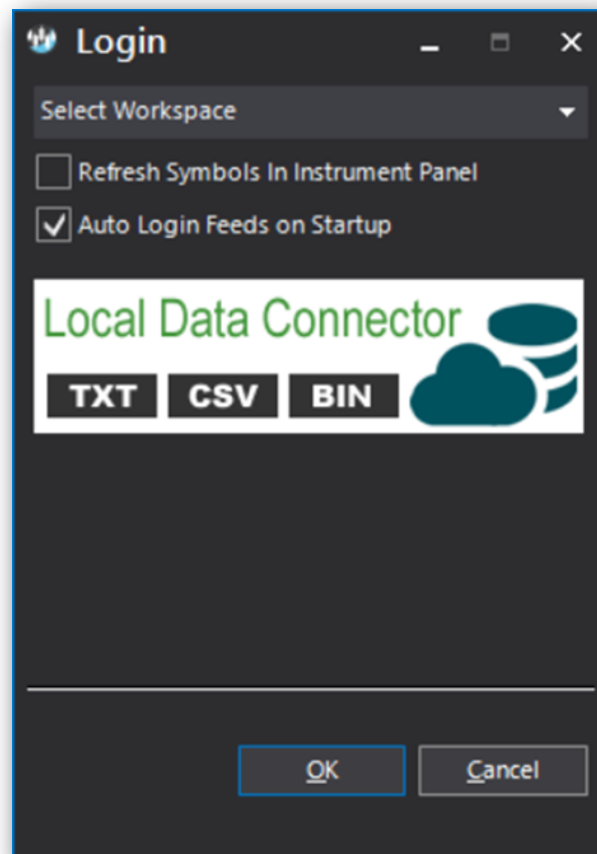 Login
Select Workspace
Refresh Symbols In Instrument Panel
Auto Login Feeds on Startup
Local Data Connector
TXT CSV BIN
OK Cancel